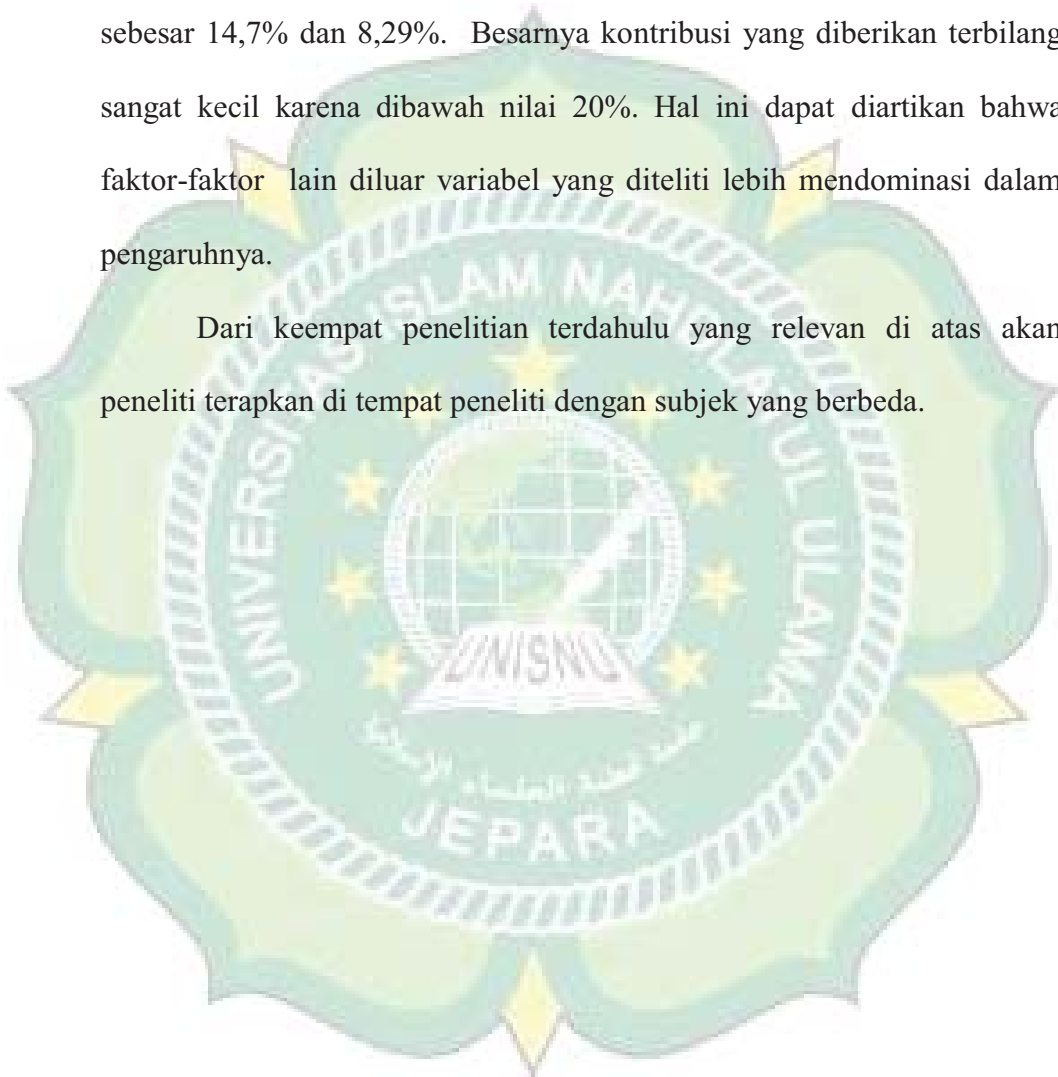 sebesar 14,7% dan 8,29%.  Besarnya kontribusi yang diberikan terbilang
sangat kecil karena dibawah nilai 20%. Hal ini dapat diartikan bahwa
faktor-faktor  lain diluar variabel yang diteliti lebih mendominasi dalam
pengaruhnya.
Dari keempat penelitian terdahulu yang relevan di atas akan
peneliti terapkan di tempat peneliti dengan subjek yang berbeda.
UNIVERSITAS ISLAM NAHDLATUL ULAMA
UNISNU
JEPARA